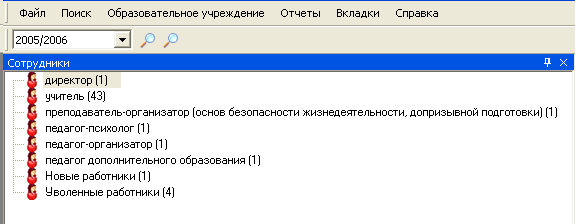 Файл Поиск Образовательное учреждение Отчеты Вкладки Справка
2005/2006
Сотрудники
директор (1)
учитель (43)
преподаватель-организатор (основ безопасности жизнедеятельности, допризывной подготовки) (1)
педагог-психолог (1)
педагог-организатор (1)
педагог дополнительного образования (1)
Новые работники (1)
Уволенные работники (4)